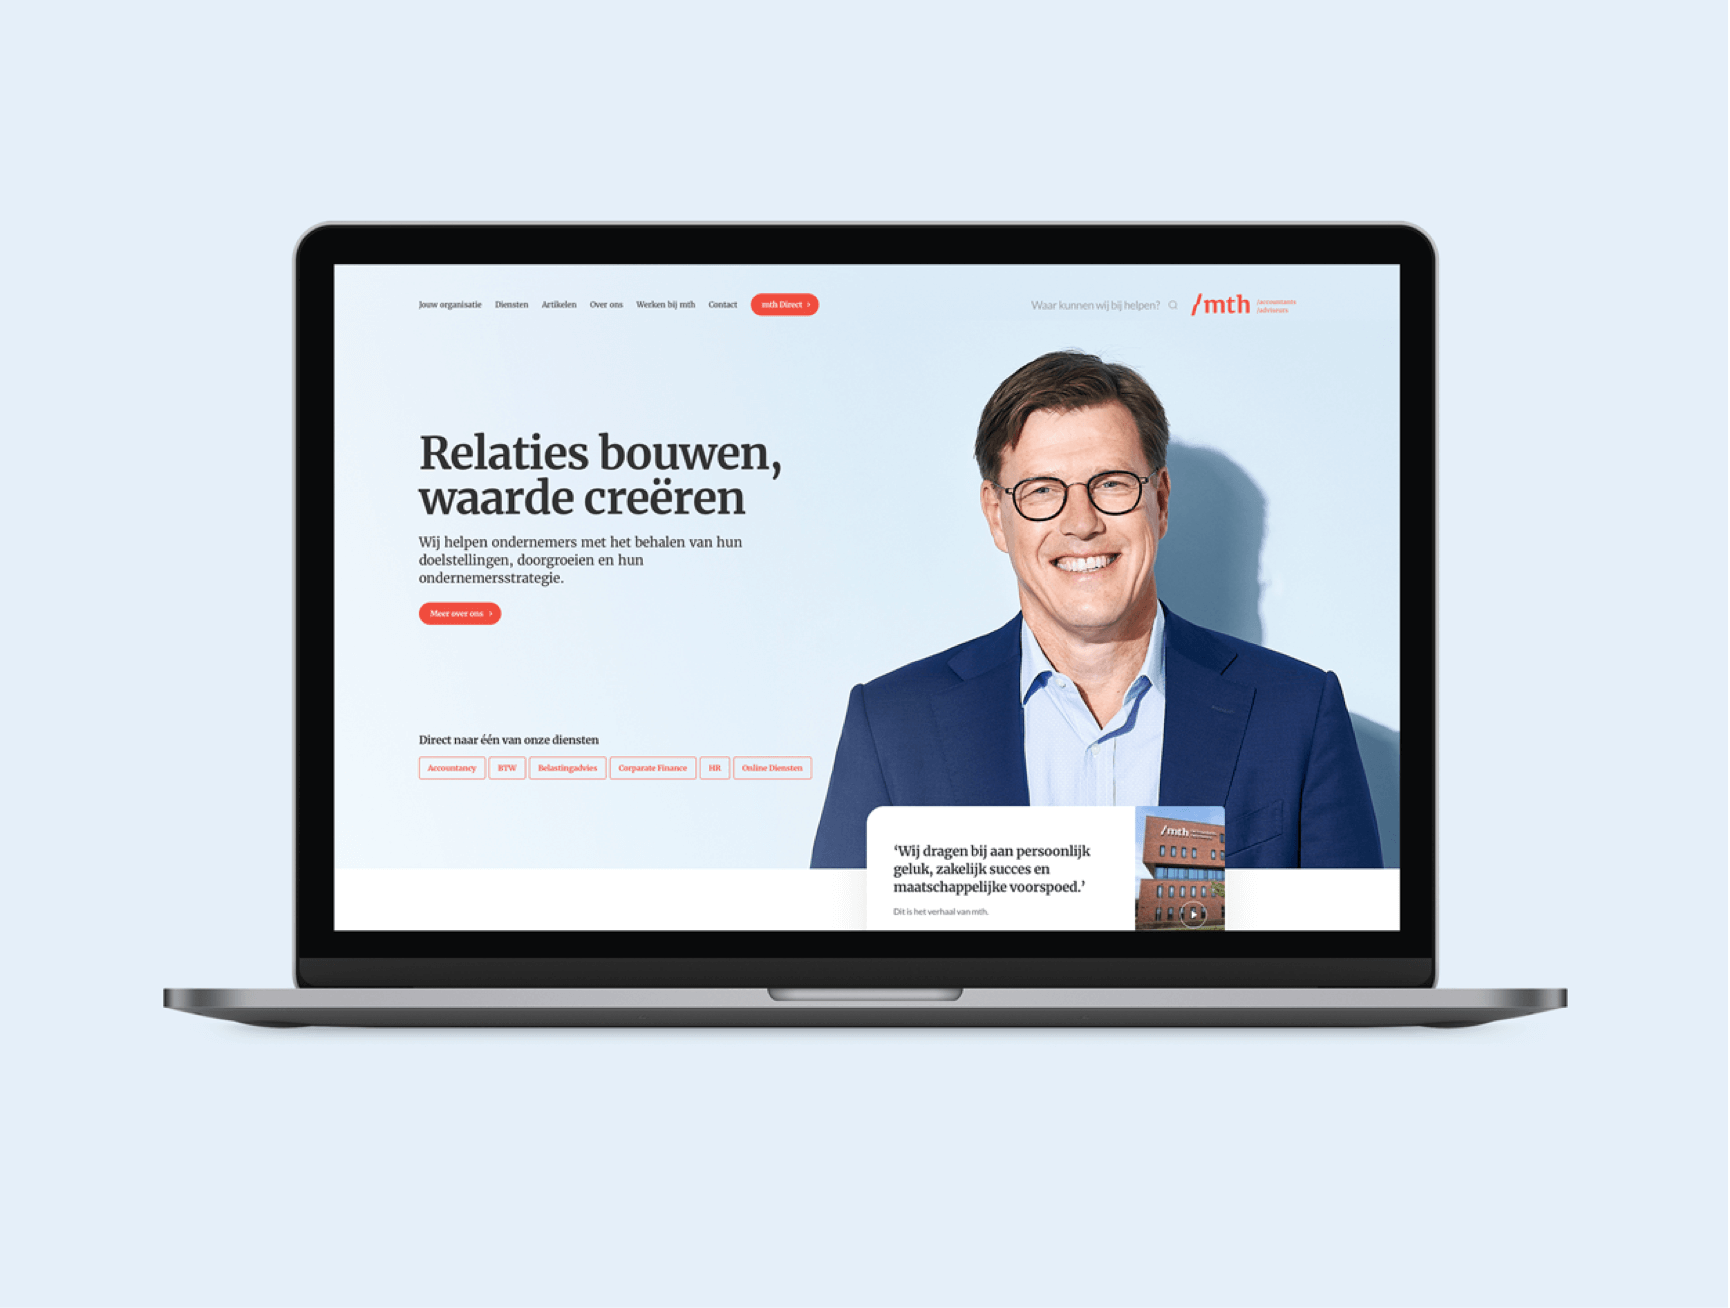 Jouw organisatie Diensten Artikelen Over ons Werken bij mth Contact mth Direct
Waar kunnen wij bij helpen?
/mth /accountants
/adviseurs
Relaties bouwen,
waarde creëren
Wij helpen ondernemers met het behalen van hun
doelstellingen, doorgroeien en hun
ondernemersstrategie.
Meer over ons
Direct naar één van onze diensten
Accountancy BTW Belastingadvies Corparate Finance HR Online Diensten
/mth
‘Wij dragen bij aan persoonlijk
geluk, zakelijk succes en
maatschappelijke voorspoed.’
Dit is het verhaal van mth.